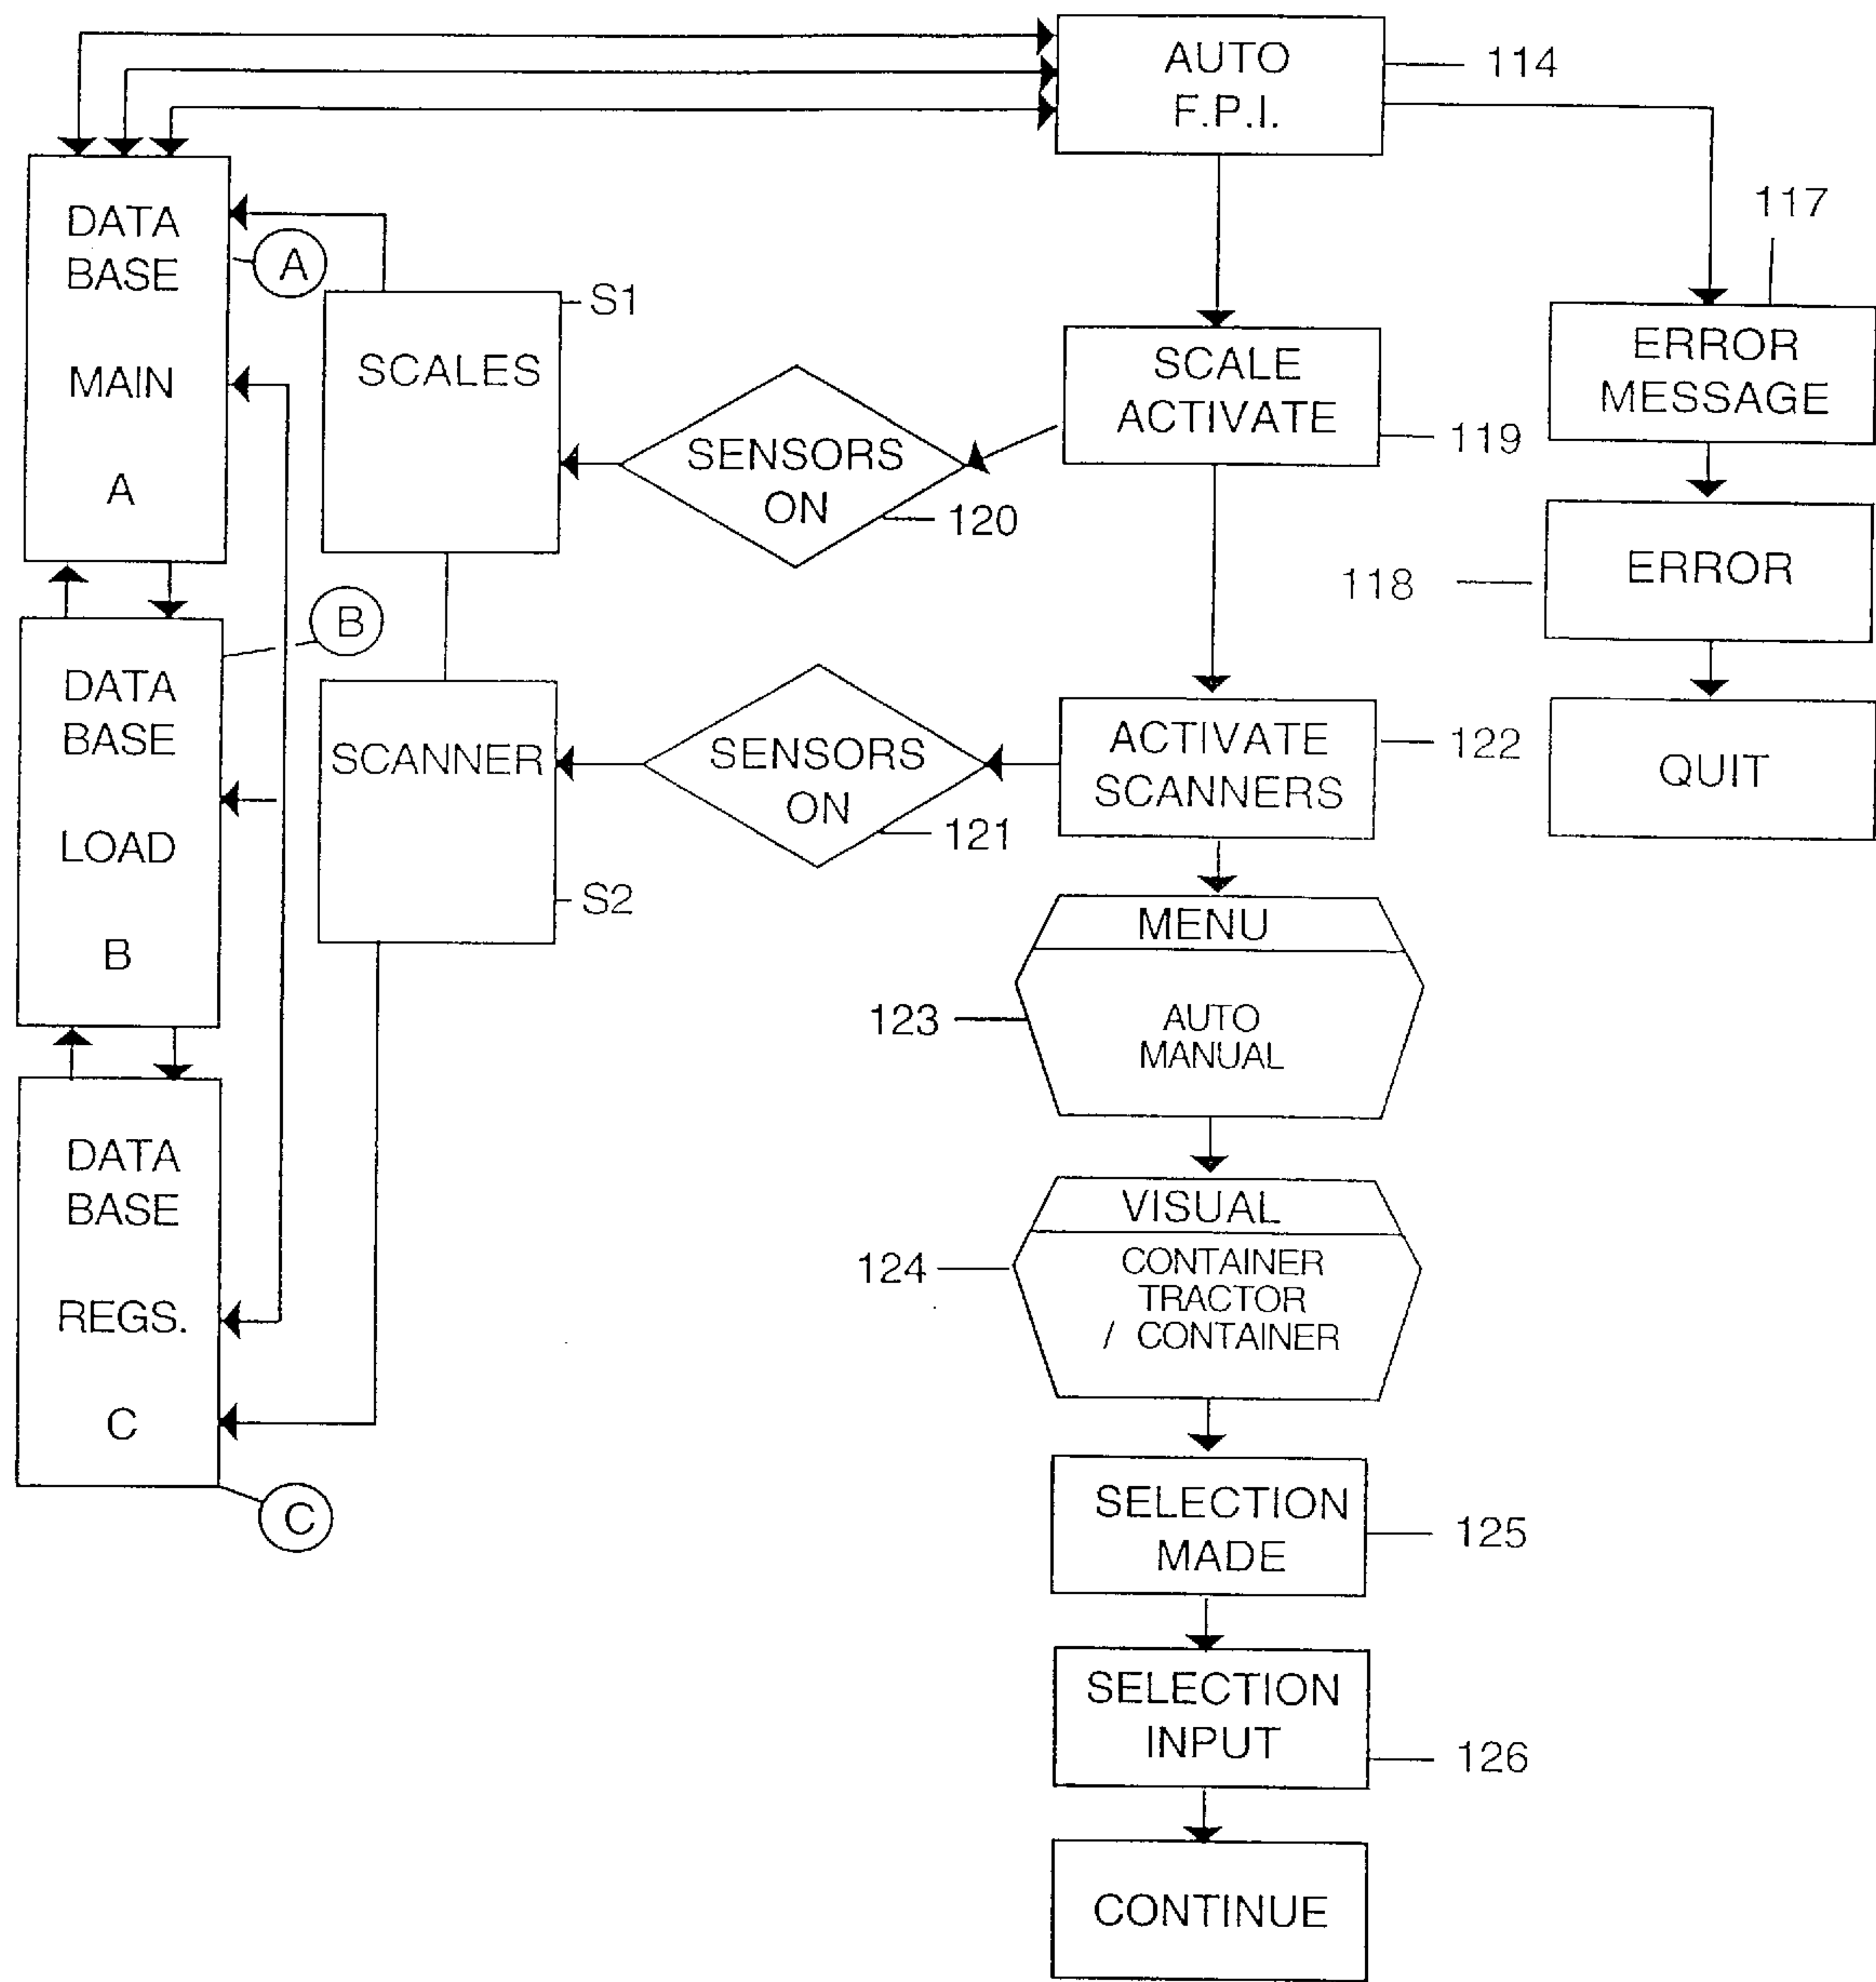 AUTO
F.P.I.
114
117
DATA
BASE
MAIN
A
A
S1
SCALES
SENSORS
ON
120
SCALE
ACTIVATE
119
ERROR
MESSAGE
118
ERROR
B
DATA
BASE
LOAD
B
SCANNER
S2
SENSORS
ON
121
ACTIVATE
SCANNERS
122
QUIT
MENU
AUTO
MANUAL
123
DATA
BASE
REGS.
C
C
VISUAL
CONTAINER
TRACTOR
/ CONTAINER
124
SELECTION
MADE
125
SELECTION
INPUT
126
CONTINUE